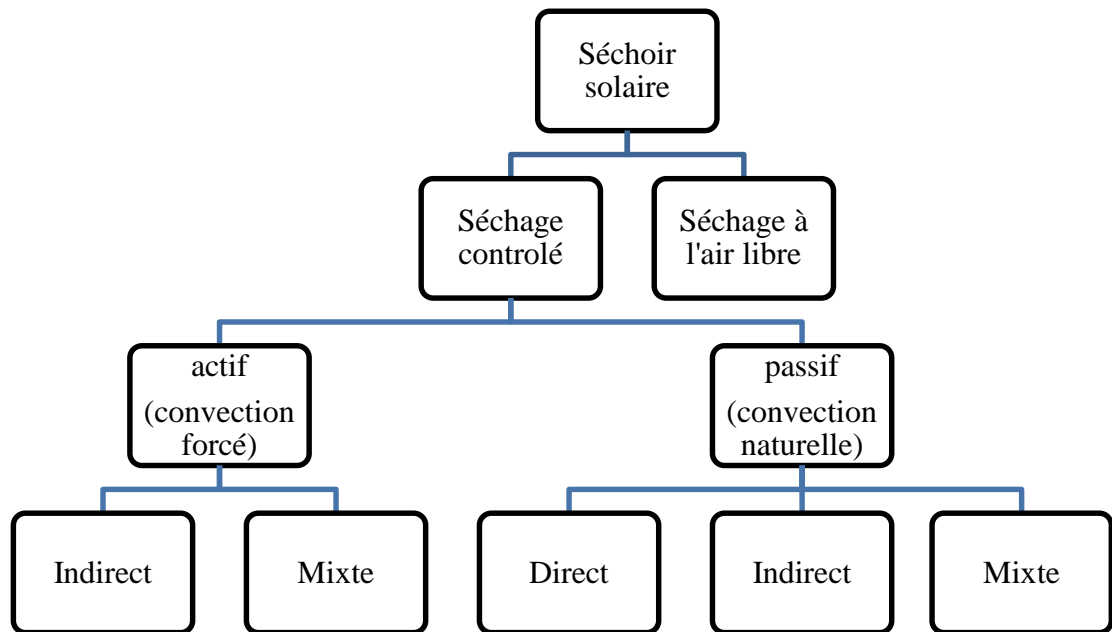 Séchoir
solaire
Séchage
controlé
Séchage à
l'air libre
actif
(convection
forcé)
passif
(convection
naturelle)
Indirect
Mixte
Direct
Indirect
Mixte